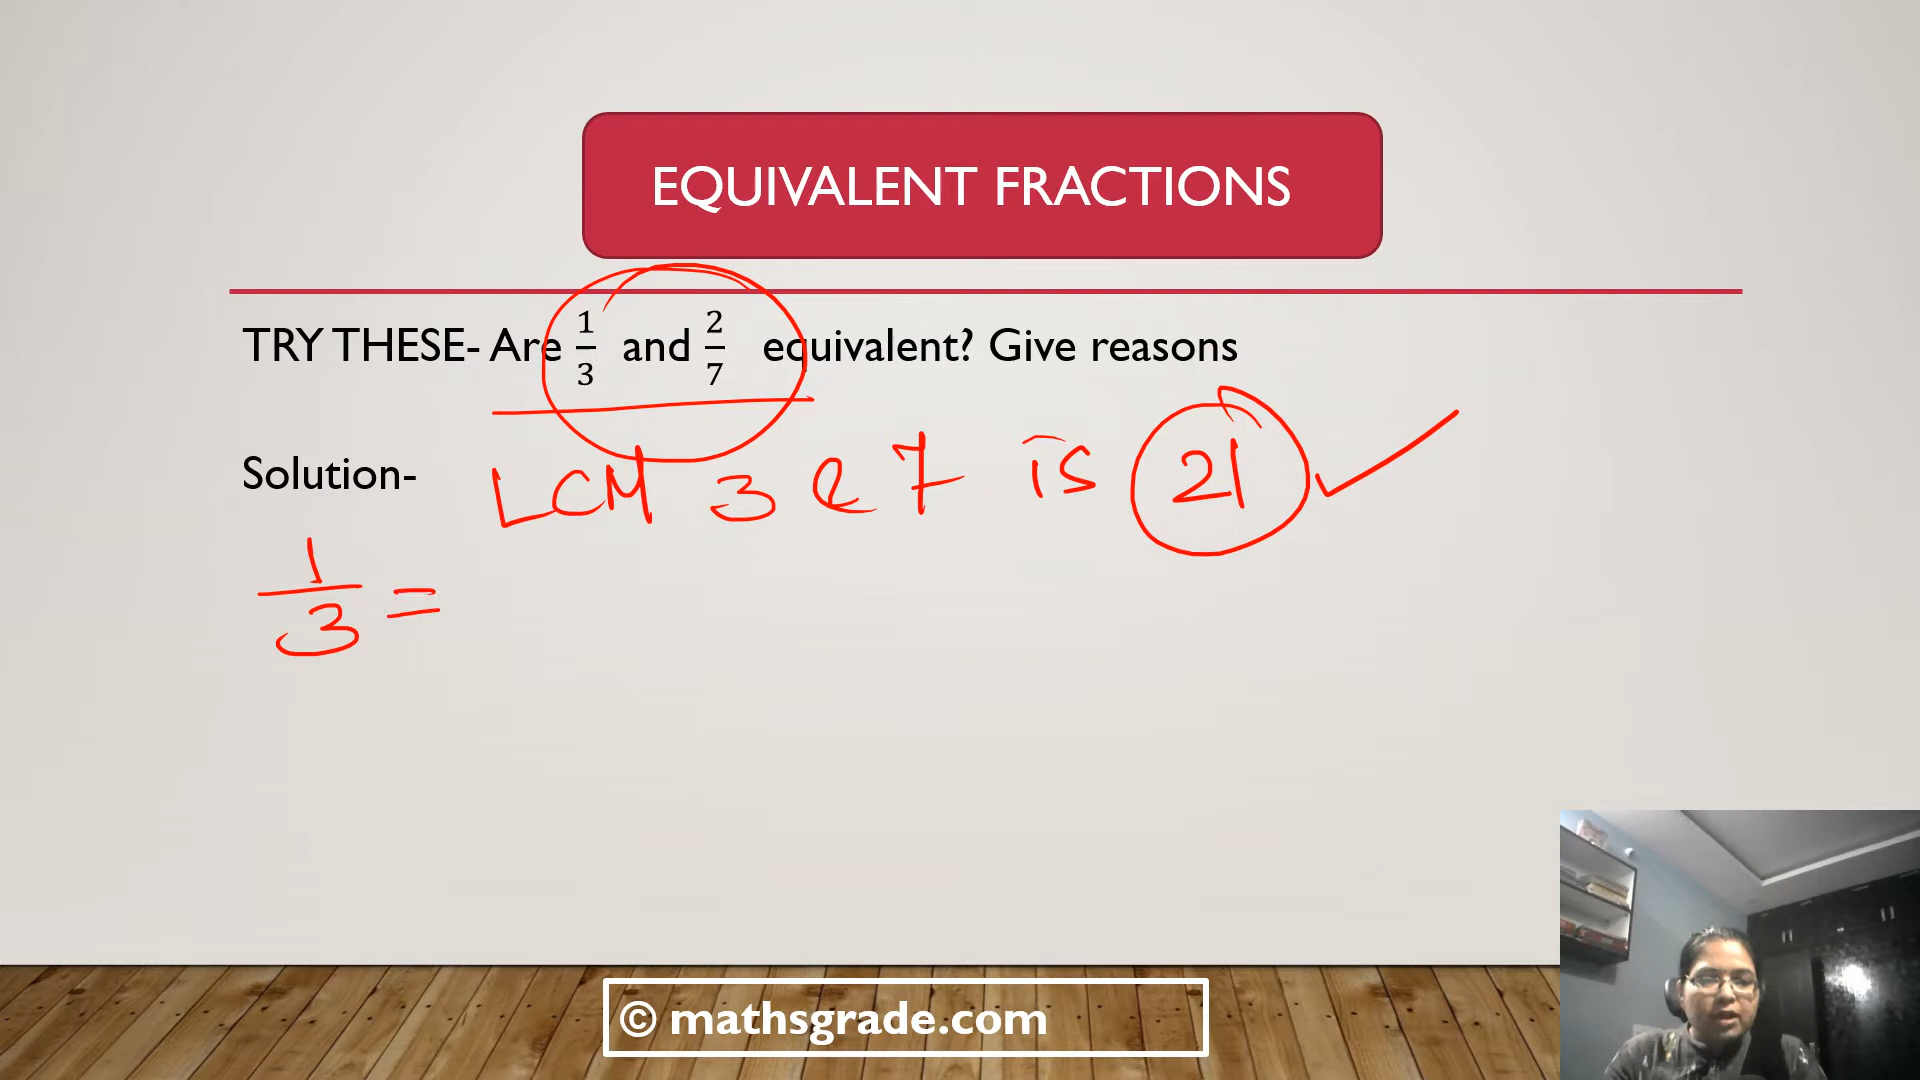 EQUIVALENT FRACTIONS
TRY THESE- Are 1/3 and 2/7 equivalent? Give reasons
Solution- LCM 3 & 7 is 21
1/3 =
© mathsgrade.com